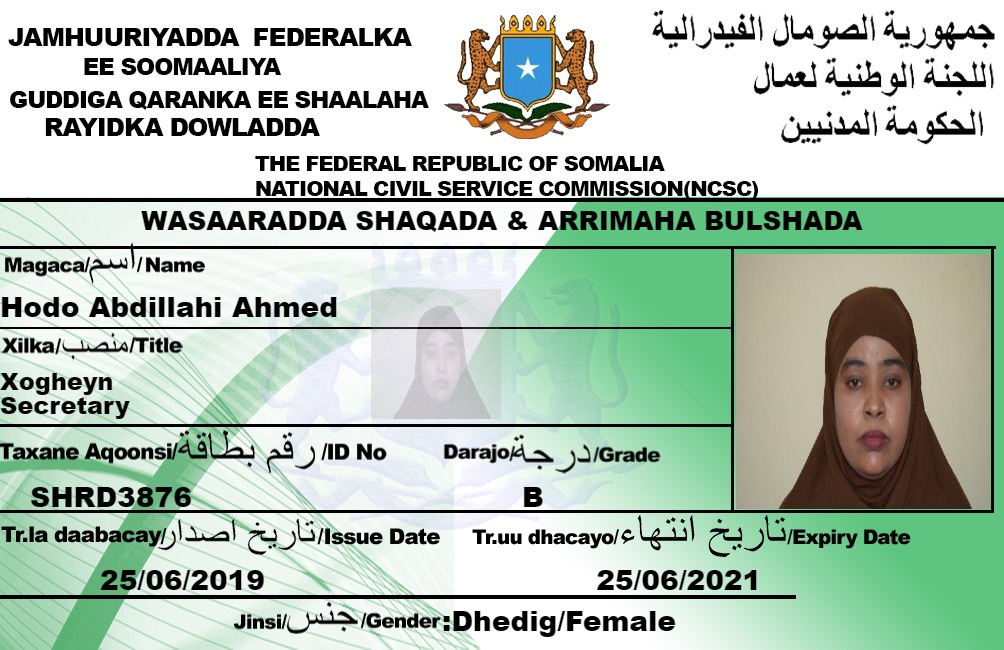 JAMHUURIYADDA FEDERALKA
EE SOOMAALIYA
GUDDIGA QARANKA EE SHAALAHA
RAYIDKA DOWLADDA
جمهورية الصومال الفيدرالية
اللجنة الوطنية لعمال
الحكومة المدنيين
THE FEDERAL REPUBLIC OF SOMALIA
NATIONAL CIVIL SERVICE COMMISSION(NCSC)
WASAARADDA SHAQADA & ARRIMAHA BULSHADA
Magaca/اسم/Name
Hodo Abdillahi Ahmed
Xilka/منصب/Title
Xogheyn
Secretary
Taxane Aqoonsi/رقم بطاقة/ID No
Darajo/درجة/Grade
SHRD3876
B
Tr.la daabacay/تاريخ اصدار/Issue Date
Tr.uu dhacayo/تاريخ انتهاء/Expiry Date
25/06/2019
25/06/2021
Jinsi/جنس/Gender:Dhedig/Female